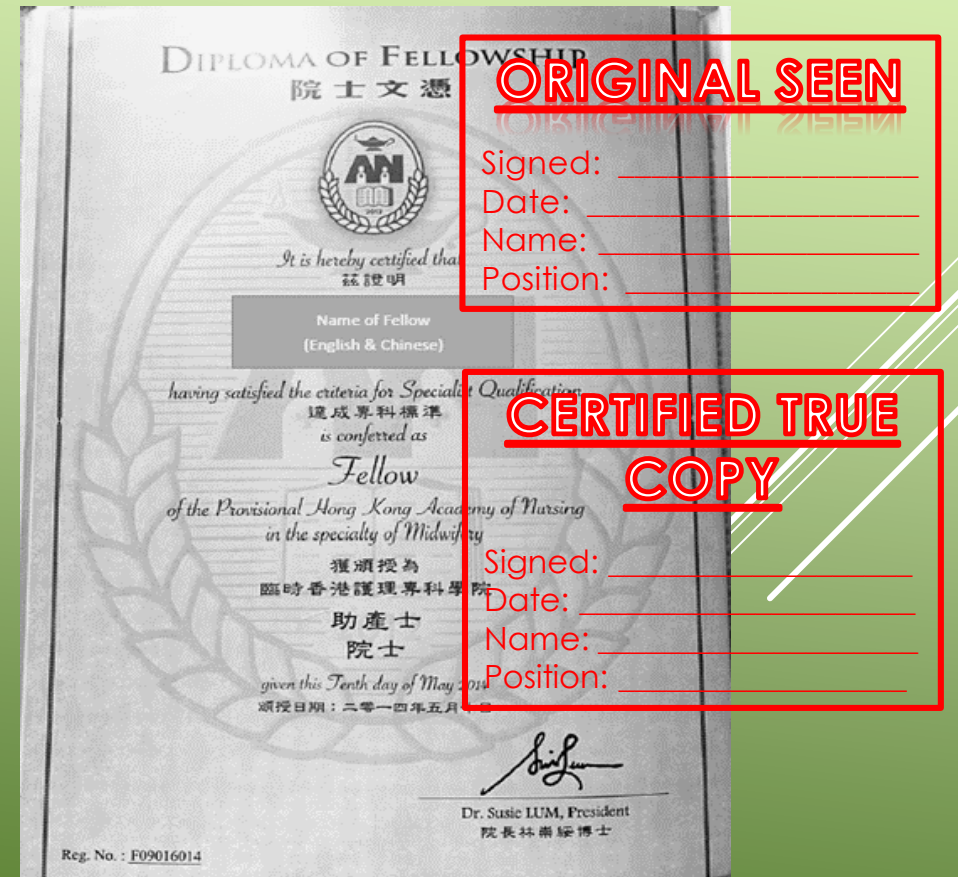 DIPLOMA OF FELLOWSHIP
院士文憑
AN
It is hereby certified that
茲證明
Name of Fellow
(English & Chinese)
having satisfied the criteria for Specialist Qualification
達成專科標準
is conferred as
Fellow
of the Provisional Hong Kong Academy of Nursing
in the specialty of Midwifery
獲頒授為
臨時香港護理專科學院
助產士
院士
given this Tenth day of May 2014
頒授日期：二零一四年五月十日
Dr. Susie LUM, President
院長林崇綏博士
Reg. No. : F09016014
ORIGINAL SEEN
Signed:
Date:
Name:
Position:
CERTIFIED TRUE
COPY
Signed:
Date:
Name:
Position: